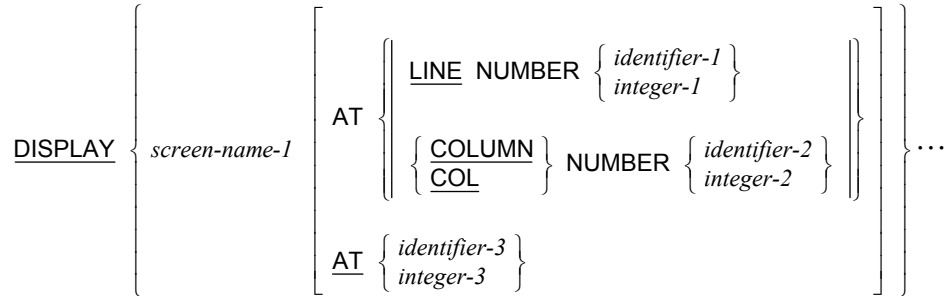 LINE NUMBER identifier-1
integer-1
AT
DISPLAY screen-name-1
COLUMN NUMBER identifier-2
COL integer-2
AT identifier-3
integer-3
...